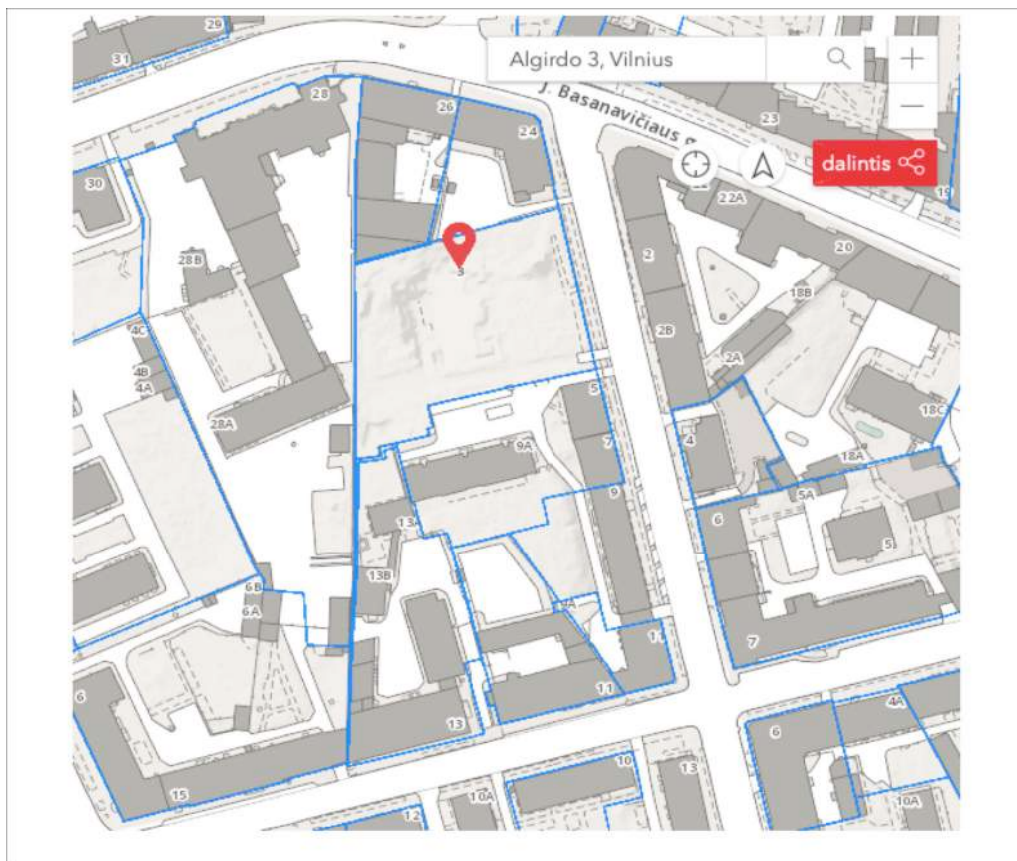 29
31
Algirdo 3, Vilnius
+
−
J. Basanavičiaus g
28
26
24
23
dalintis
19
30
22A
20
2
28B
3
18B
2B
2A
4C
4B
4A
5
18C
28A
7
9A
4
18A
9
5A
13
6
5
6B
13B
6A
9A
11
7
6
11
4A
13
6
15
10
13
10A
12
10A